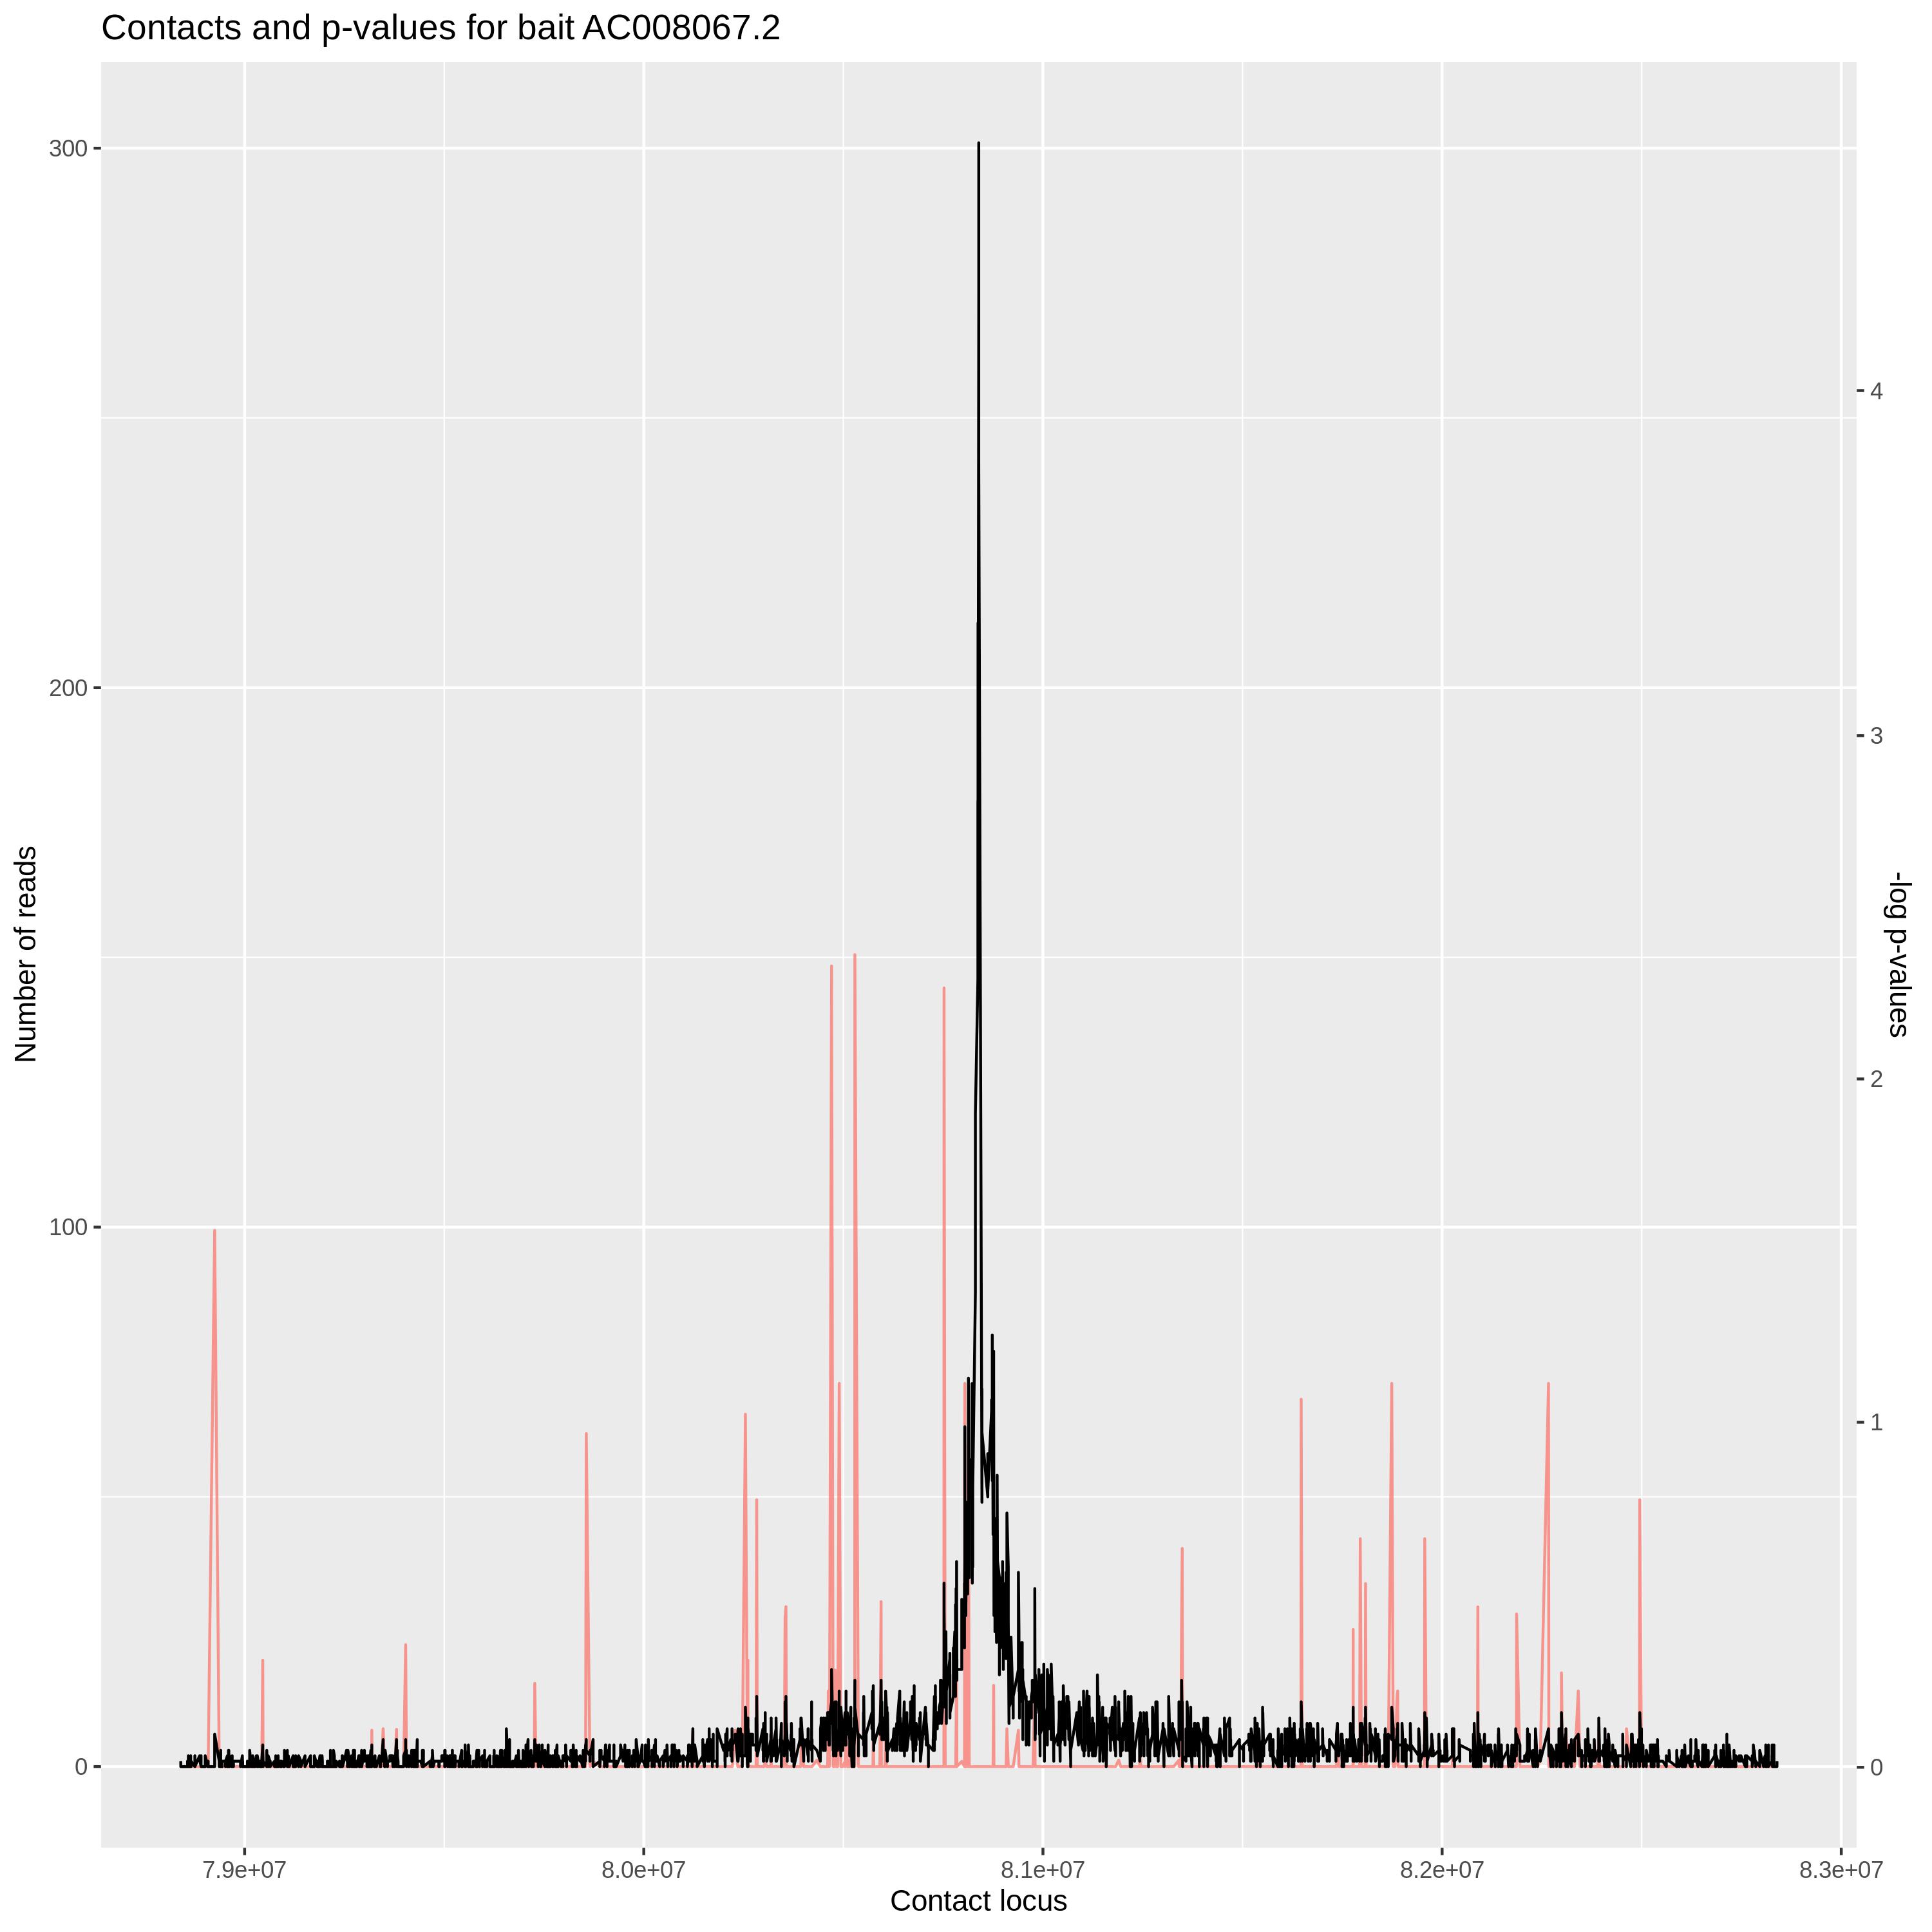 Contacts and p-values for bait AC008067.2
300
200
100
0
4
3
2
1
0
Number of reads
-log p-values
7.9e+07 8.0e+07 8.1e+07 8.2e+07 8.3e+07
Contact locus